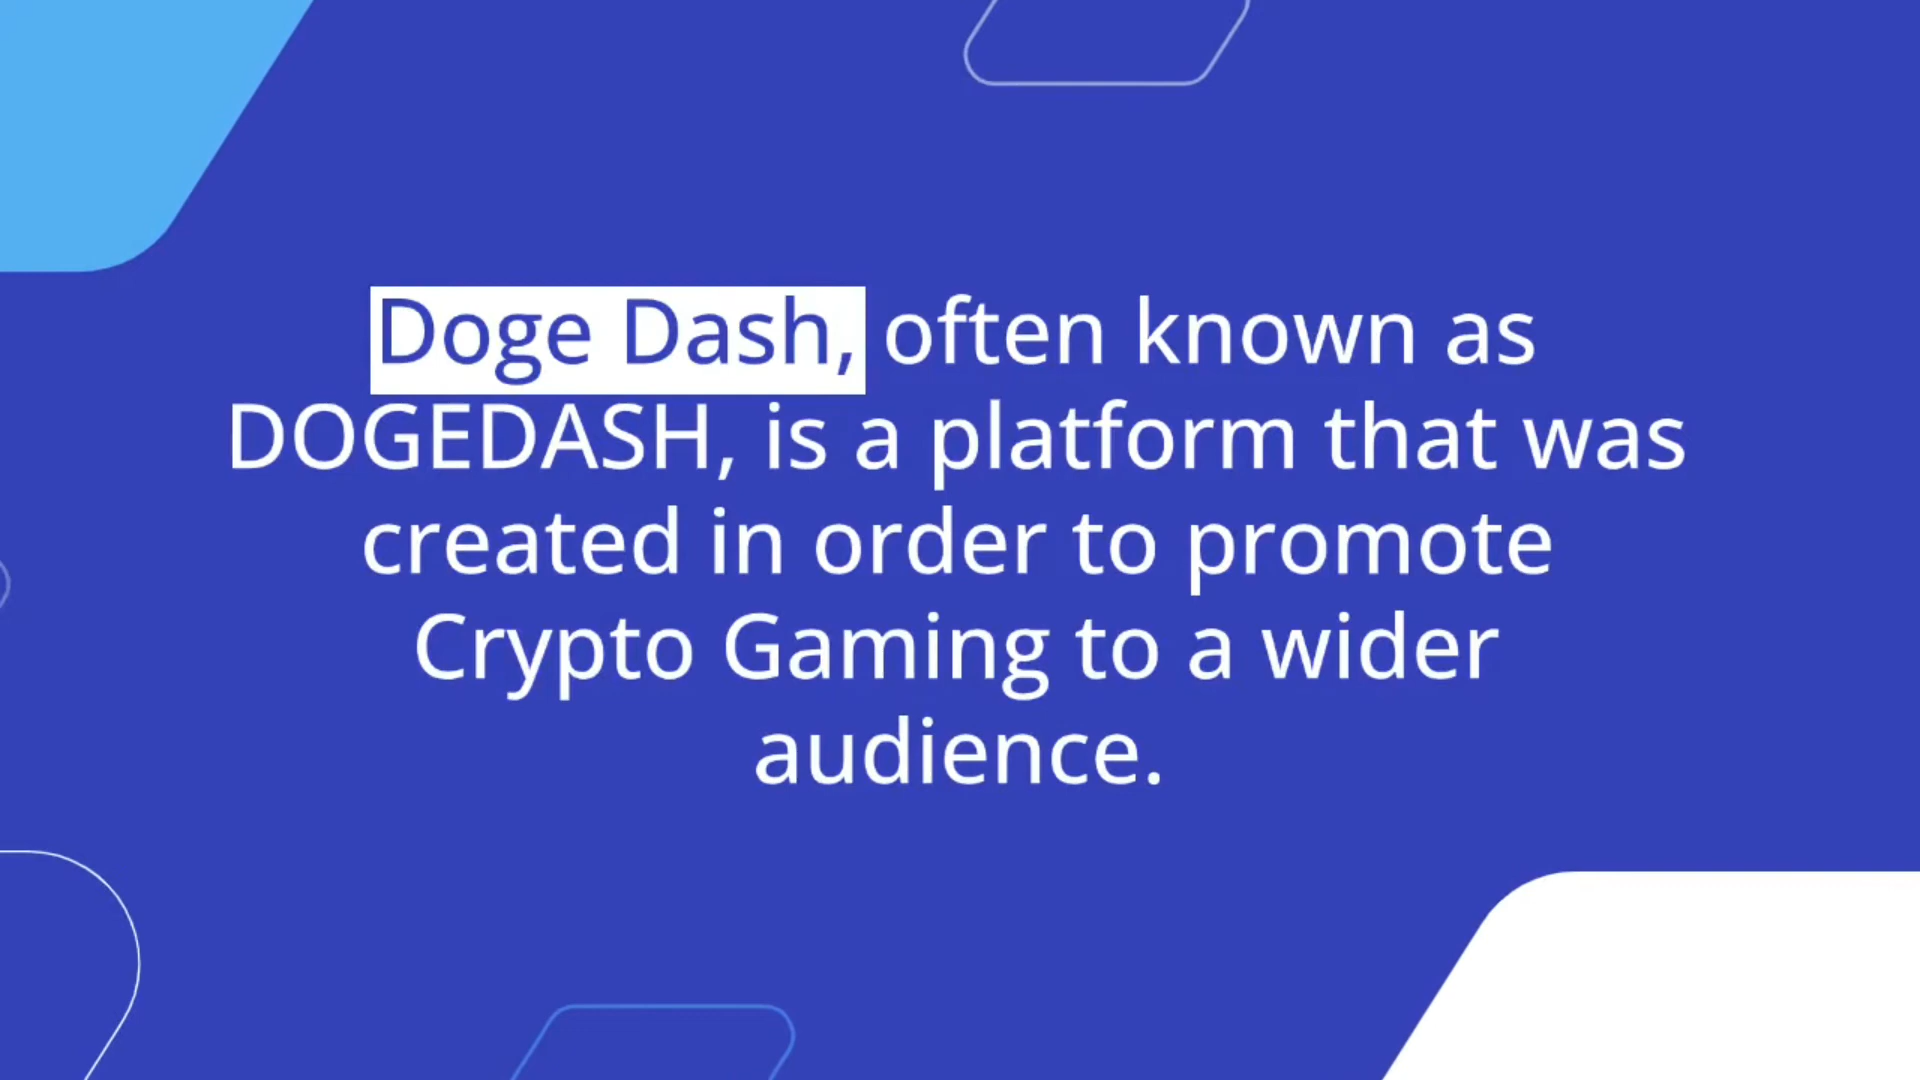 Doge Dash, often known as
DOGEDASH, is a platform that was
created in order to promote
Crypto Gaming to a wider
audience.